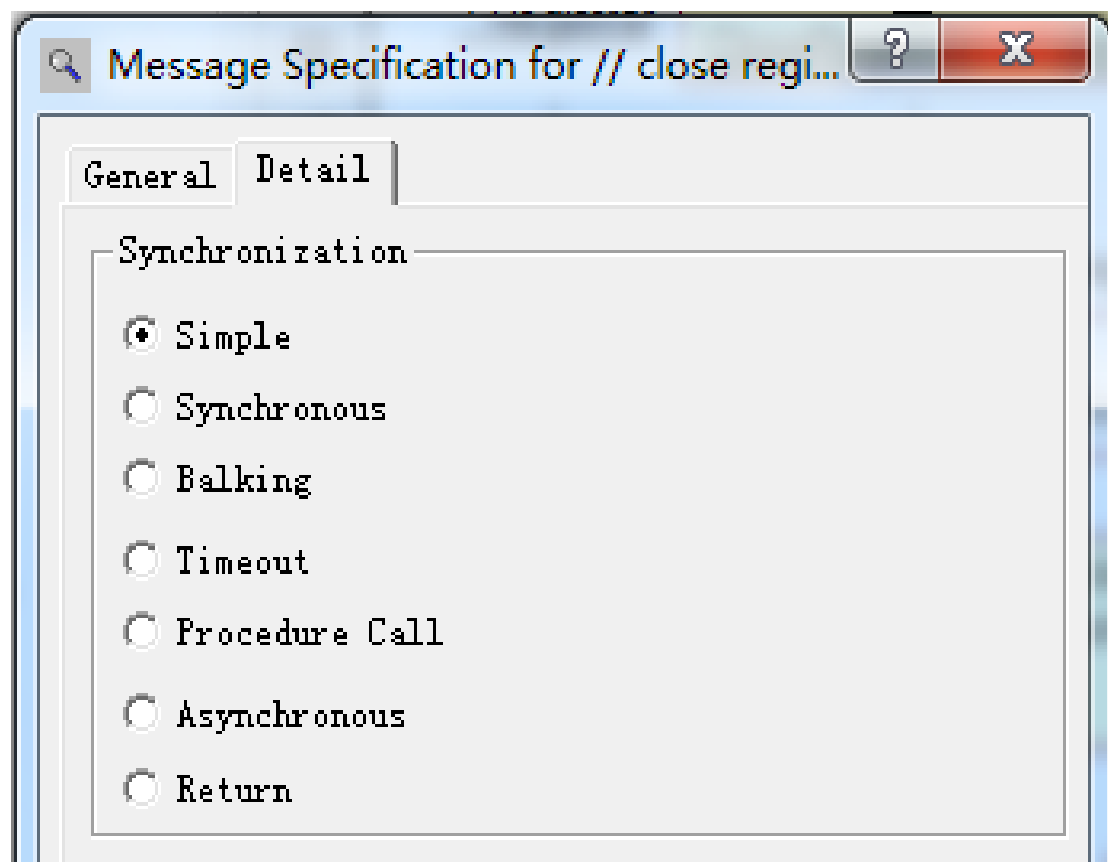 Message Specification for // close regi...
General Detail
Synchronization
Simple
Synchronous
Balking
Timeout
Procedure Call
Asynchronous
Return